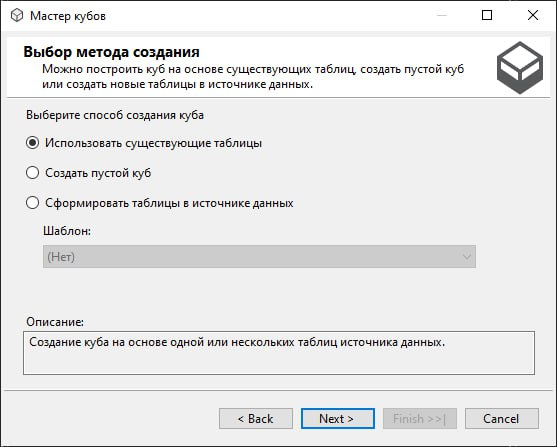 Мастер кубов
Выбор метода создания
Можно построить куб на основе существующих таблиц, создать пустой куб
или создать новые таблицы в источнике данных.
Выберите способ создания куба
Использовать существующие таблицы
Создать пустой куб
Сформировать таблицы в источнике данных
Шаблон:
(Нет)
Описание:
Создание куба на основе одной или нескольких таблиц источника данных.
< Back
Next >
Finish >>|
Cancel